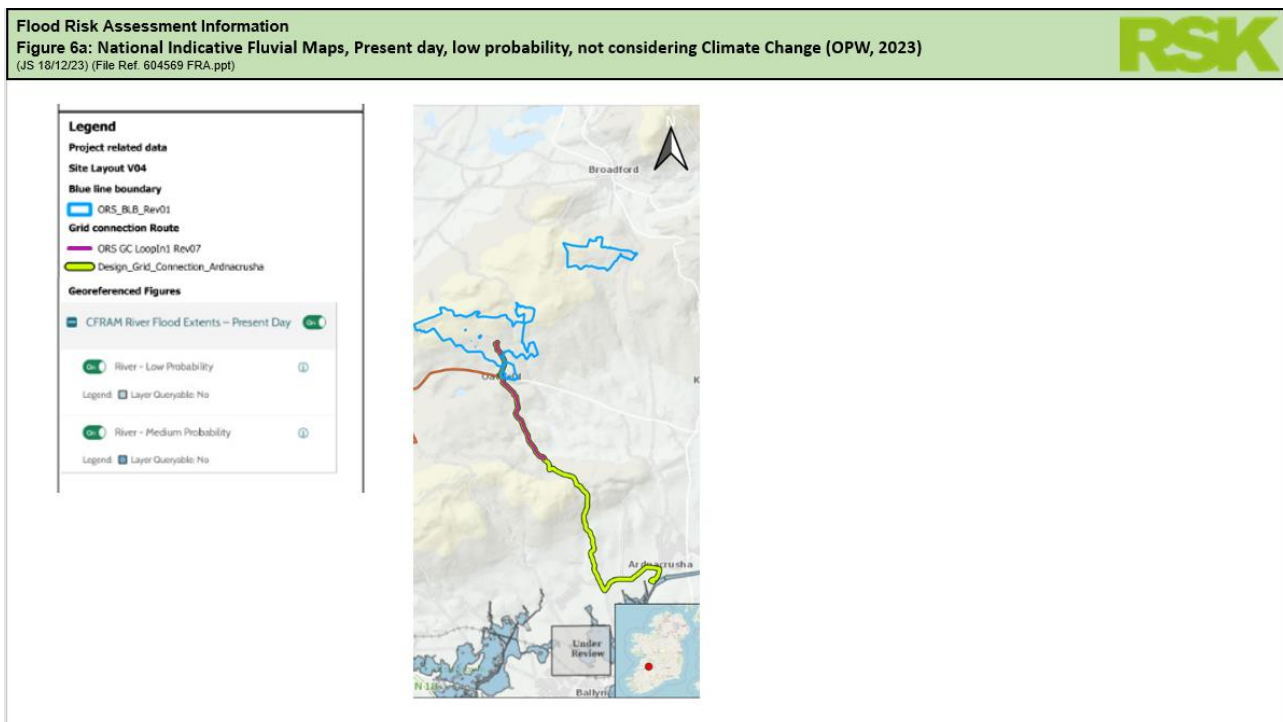 Flood Risk Assessment Information
Figure 6a: National Indicative Fluvial Maps, Present day, low probability, not considering Climate Change (OPW, 2023)
(JS 18/12/23) (File Ref. 604569 FRA.ppt)
RSK
Legend
Project related data
Site Layout V04
Blue line boundary
ORS_BLB_Rev01
Grid connection Route
ORS GC LoopIn1 Rev07
Design_Grid_Connection_Ardnacrusha
Georeferenced Figures
CFRAM River Flood Extents – Present Day
On
On
River - Low Probability
Legend: Layer Queryable: No
On
River - Medium Probability
Legend: Layer Queryable: No
N
Broadford
K
Ardnacrusha
Under
Review
N-18
Ballyn